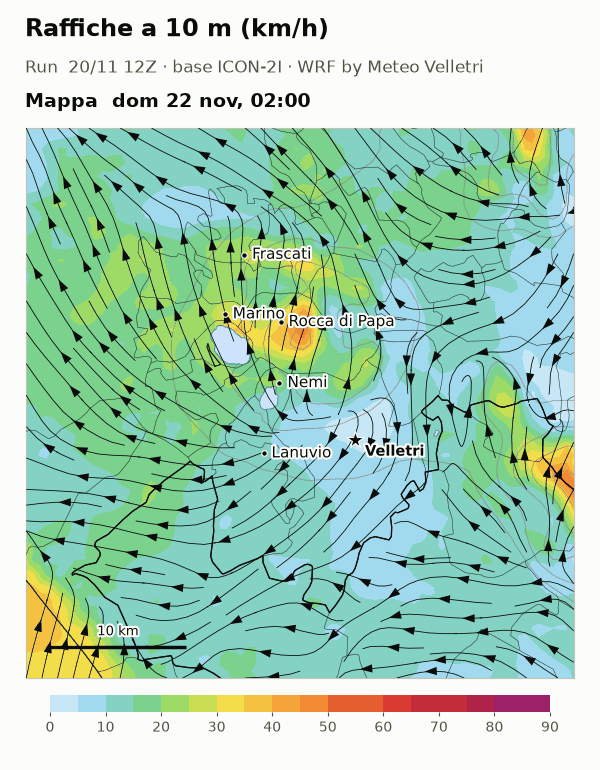 Raffiche a 10 m (km/h)
Run  20/11 12Z · base ICON-2I · WRF by Meteo Velletri
Mappa  dom 22 nov, 02:00
Frascati
Marino
Rocca di Papa
Nemi
Velletri
Lanuvio
10 km
0 10 20 30 40 50 60 70 80 90